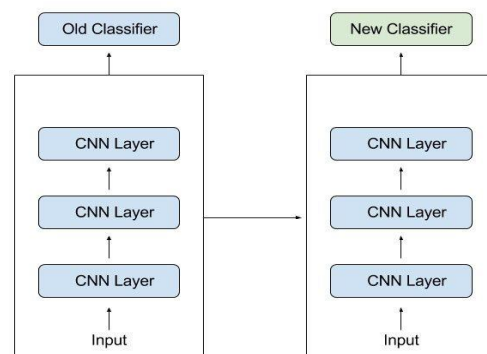 Old Classifier
CNN Layer
CNN Layer
CNN Layer
Input
New Classifier
CNN Layer
CNN Layer
CNN Layer
Input